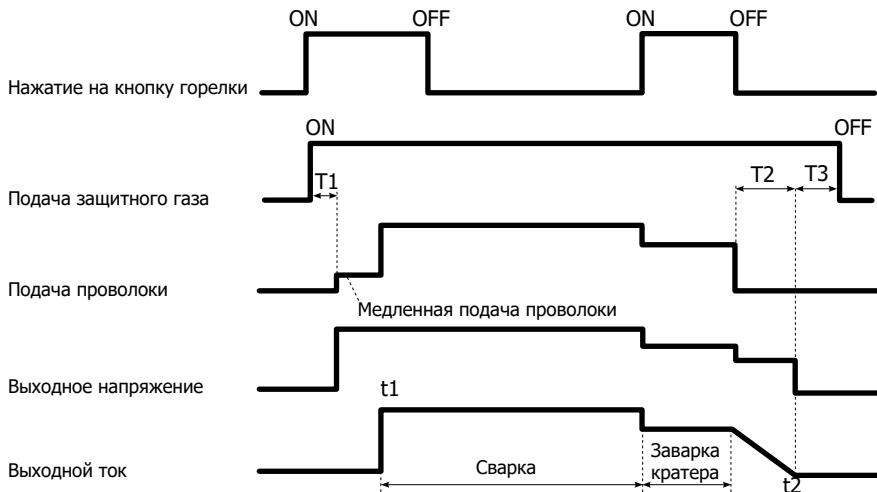 ON OFF ON OFF
Нажатие на кнопку горелки
ON OFF
T1 T2 T3
Подача защитного газа
Подача проволоки
Медленная подача проволоки
Выходное напряжение
t1
Выходной ток
Сварка
Заварка
кратера
t2